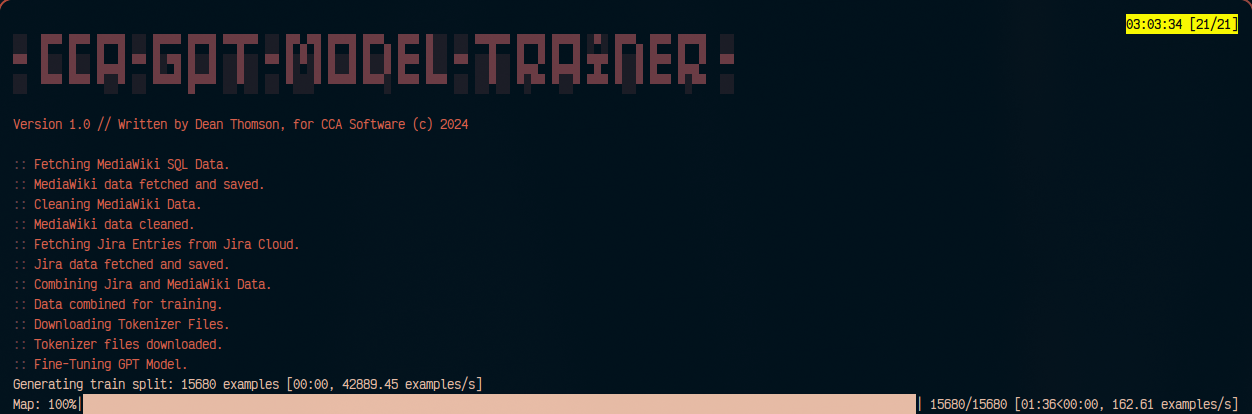 03:03:34 [21/21]
- CCA-GPT-MODEL-TRAINER -
Version 1.0 // Written by Dean Thomson, for CCA Software (c) 2024
:: Fetching MediaWiki SQL Data.
:: MediaWiki data fetched and saved.
:: Cleaning MediaWiki Data.
:: MediaWiki data cleaned.
:: Fetching Jira Entries from Jira Cloud.
:: Jira data fetched and saved.
:: Combining Jira and MediaWiki Data.
:: Data combined for training.
:: Downloading Tokenizer Files.
:: Tokenizer files downloaded.
:: Fine-Tuning GPT Model.
Generating train split: 15680 examples [00:00, 42889.45 examples/s]
Map: 100%| | 15680/15680 [01:36<00:00, 162.61 examples/s]